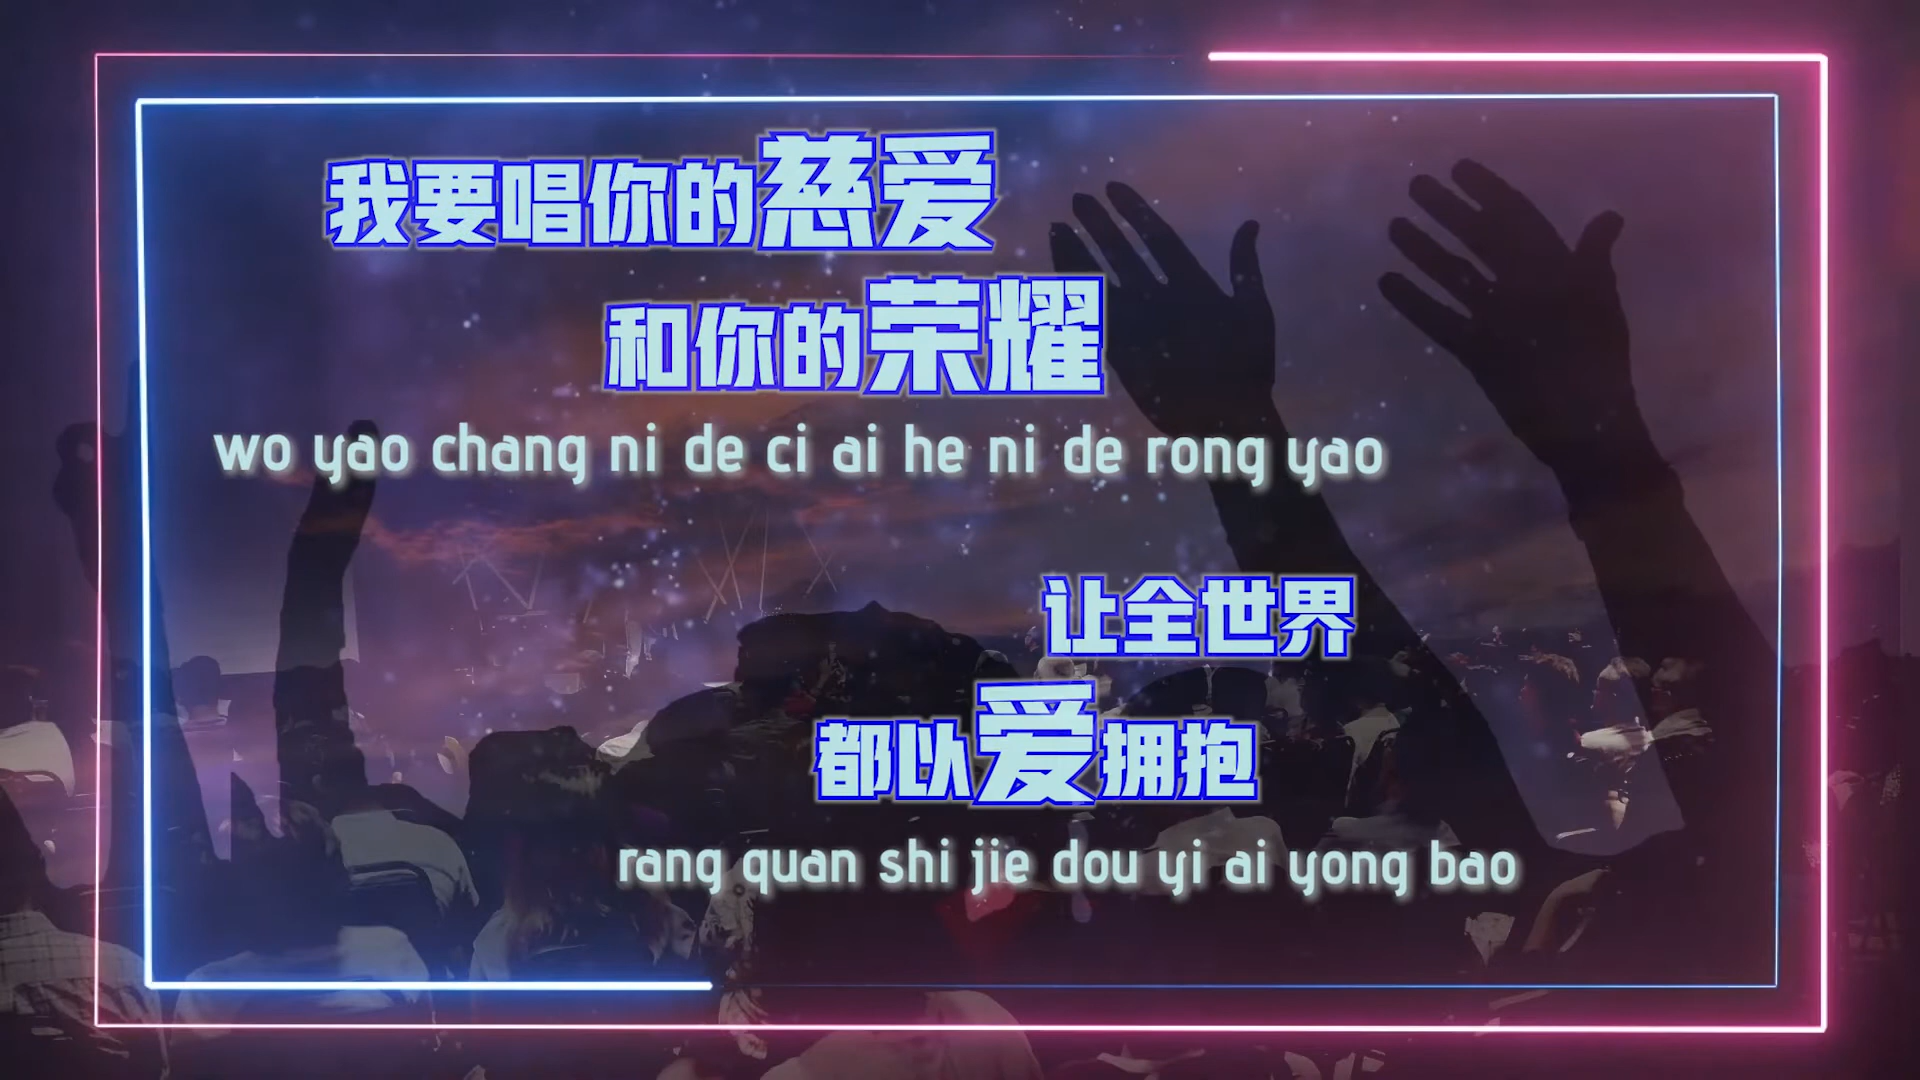 我要唱你的慈爱
和你的荣耀
wo yao chang ni de ci ai he ni de rong yao
让全世界
都以爱拥抱
rang quan shi jie dou yi ai yong bao